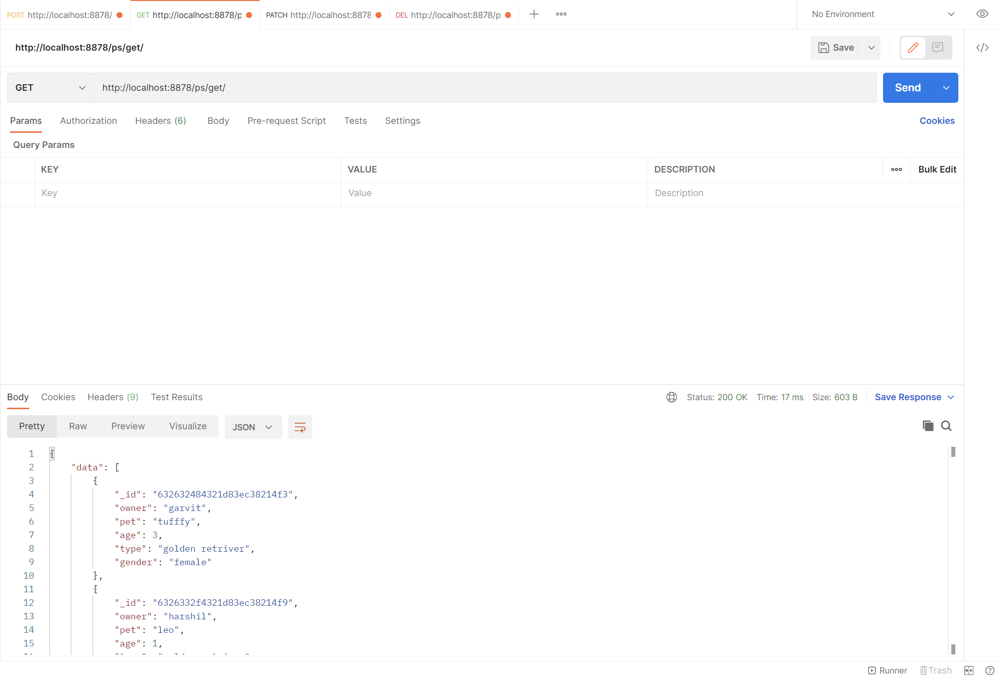 POST http://localhost:8878/ GET http://localhost:8878/p PATCH http://localhost:8878 DEL http://localhost:8878/p No Environment
http://localhost:8878/ps/get/ Save
GET http://localhost:8878/ps/get/ Send
Params Authorization Headers (6) Body Pre-request Script Tests Settings Cookies
Query Params
KEY VALUE DESCRIPTION Bulk Edit
Key Value Description
Body Cookies Headers (9) Test Results Status: 200 OK Time: 17 ms Size: 603 B Save Response
Pretty Raw Preview Visualize JSON
1 {
2 "data": [
3 {
4 "_id": "632632484321d83ec38214f3",
5 "owner": "garvit",
6 "pet": "tufffy",
7 "age": 3,
8 "type": "golden retriver",
9 "gender": "female"
10 },
11 {
12 "_id": "6326332f4321d83ec38214f9",
13 "owner": "harshil",
14 "pet": "leo",
15 "age": 1,
Runner Trash